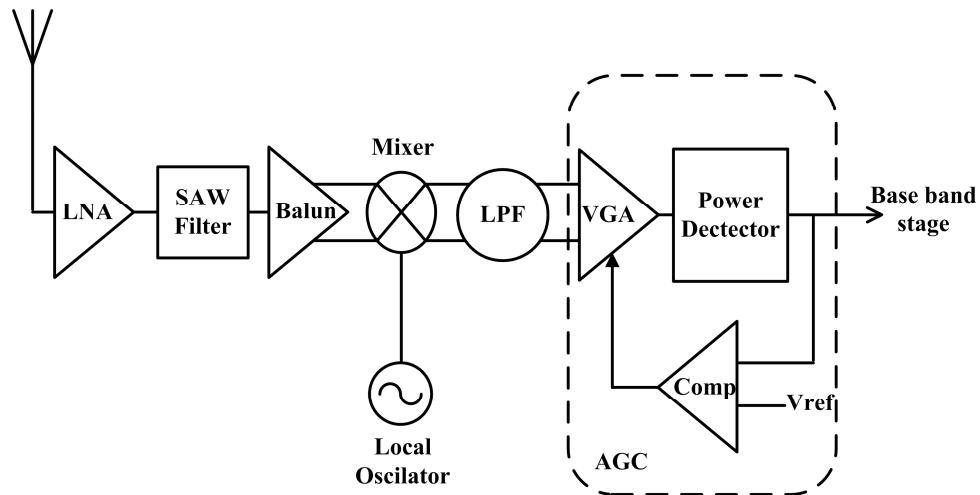 LNA
SAW
Filter
Balun
Mixer
LPF
VGA
Power
Dectector
Base band
stage
Comp
Vref
Local
Oscilator
AGC